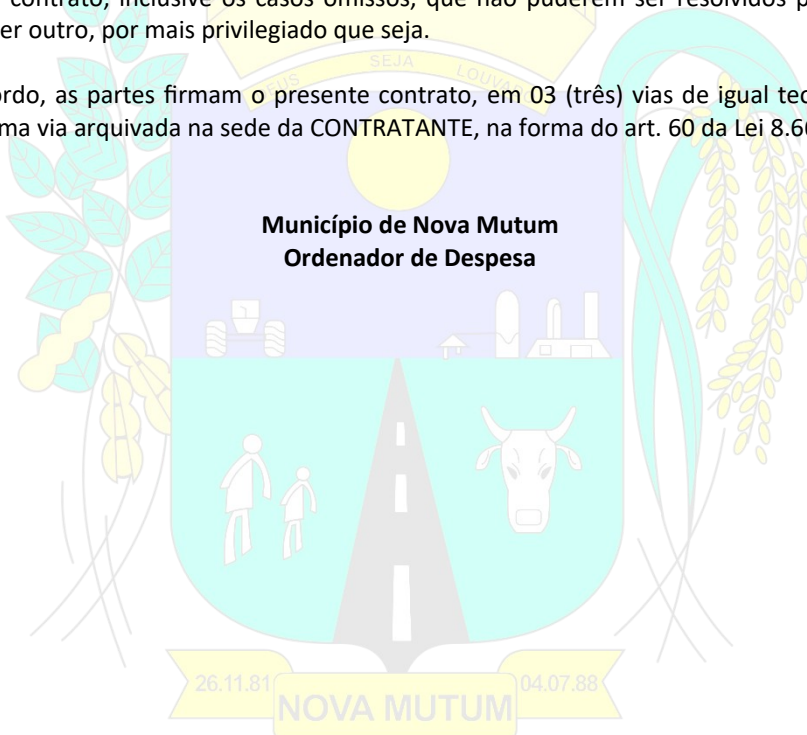 contrato, inclusive os casos omissos, que não puderem ser resolvidos p
er outro, por mais privilegiado que seja.
SEJA LOUVADO
rdo, as partes firmam o presente contrato, em 03 (três) vias de igual teo
ma via arquivada na sede da CONTRATANTE, na forma do art. 60 da Lei 8.6
Município de Nova Mutum
Ordenador de Despesa
26.11.81
04.07.88
NOVA MUTUM